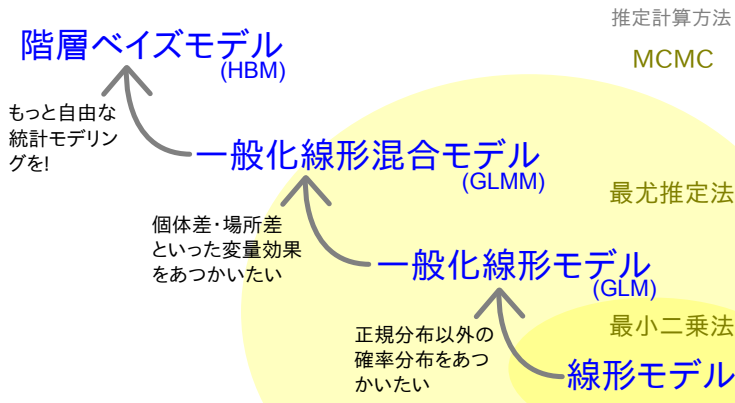 推定計算方法
MCMC
階層ベイズモデル
(HBM)
もっと自由な
統計モデリン
グを!
一般化線形混合モデル
(GLMM)
最尤推定法
個体差・場所差
といった変量効果
をあつかいたい
一般化線形モデル
(GLM)
最小二乗法
正規分布以外の
確率分布をあつ
かいたい
線形モデル